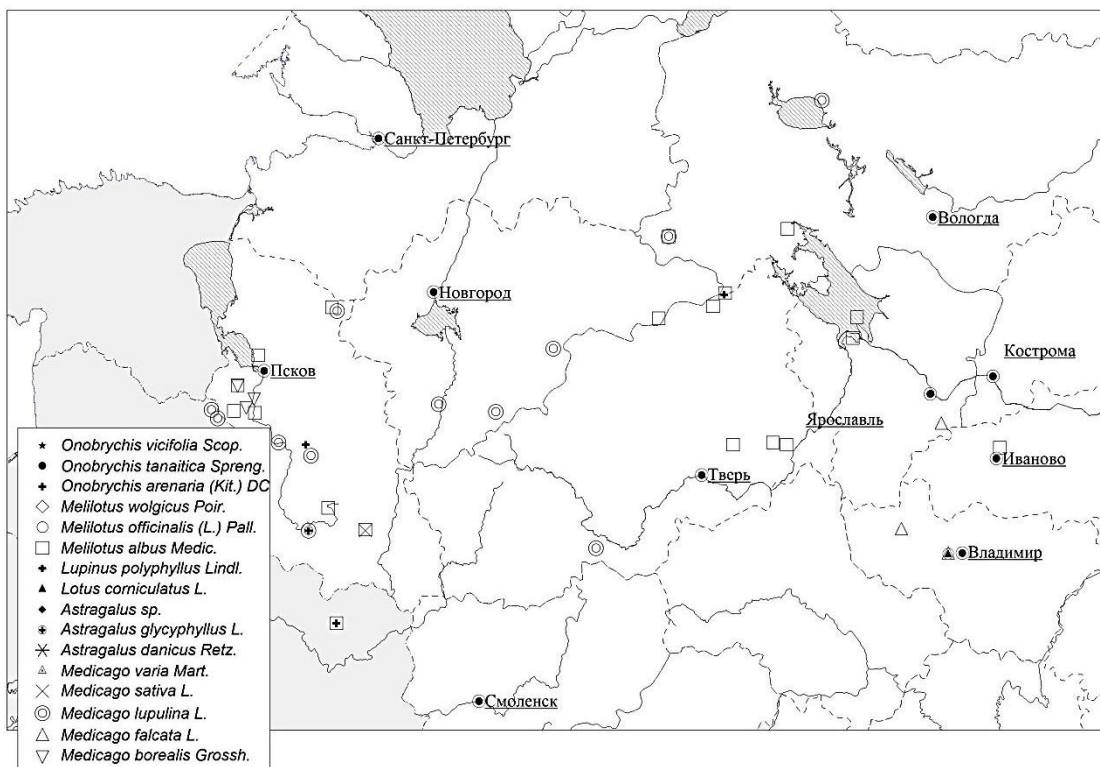 Санкт-Петербург
Вологда
Новгород
Псков
Кострома
Ярославль
Иваново
Тверь
Владимир
Смоленск
Onobrychis vicifolia Scop.
Onobrychis tanaitica Spreng.
Onobrychis arenaria (Kit.) DC
Melilotus wolgicus Poir.
Melilotus officinalis (L.) Pall.
Melilotus albus Medic.
Lupinus polyphyllus Lindl.
Lotus corniculatus L.
Astragalus sp.
Astragalus glycyphyllus L.
Astragalus danicus Retz.
Medicago varia Mart.
Medicago sativa L.
Medicago lupulina L.
Medicago falcata L.
Medicago borealis Grossh.